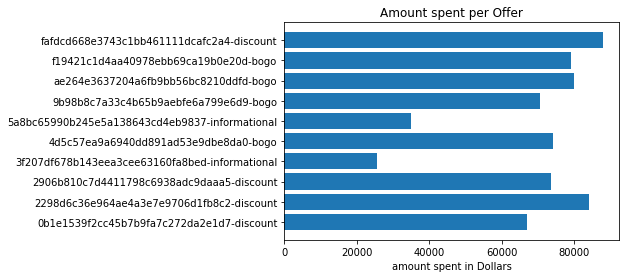 Amount spent per Offer
fafdcd668e3743c1bb461111dcafc2a4-discount
f19421c1d4aa40978ebb69ca19b0e20d-bogo
ae264e3637204a6fb9bb56bc8210ddfd-bogo
9b98b8c7a33c4b65b9aebfe6a799e6d9-bogo
5a8bc65990b245e5a138643cd4eb9837-informational
4d5c57ea9a6940dd891ad53e9dbe8da0-bogo
3f207df678b143eea3cee63160fa8bed-informational
2906b810c7d4411798c6938adc9daaa5-discount
2298d6c36e964ae4a3e7e9706d1fb8c2-discount
0b1e1539f2cc45b7b9fa7c272da2e1d7-discount
0 20000 40000 60000 80000
amount spent in Dollars